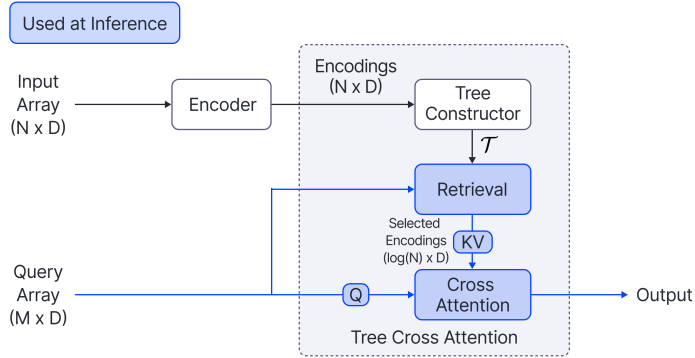 Used at Inference
Input
Array
(N x D)
Encoder
Encodings
(N x D)
Tree
Constructor
𝒯
Retrieval
Selected
Encodings
(log(N) x D)
KV
Query
Array
(M x D)
Q
Cross
Attention
Output
Tree Cross Attention